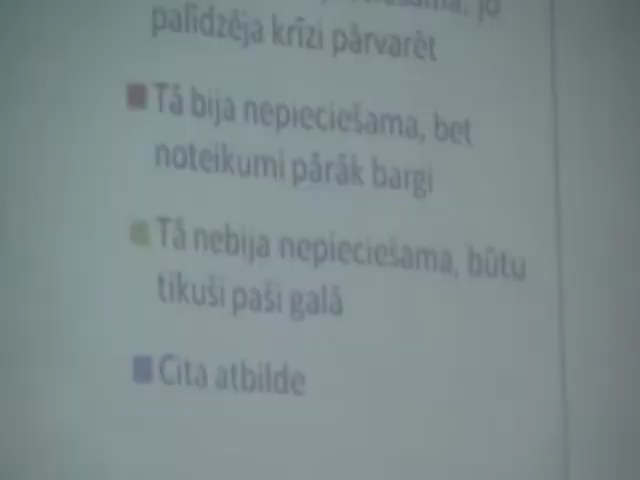 jo
palīdzēja krīzi pārvarēt
Tā bija nepieciešama, bet
noteikumi pārāk bargi
Tā nebija nepieciešama, būtu
tikuši paši galā
Cita atbilde